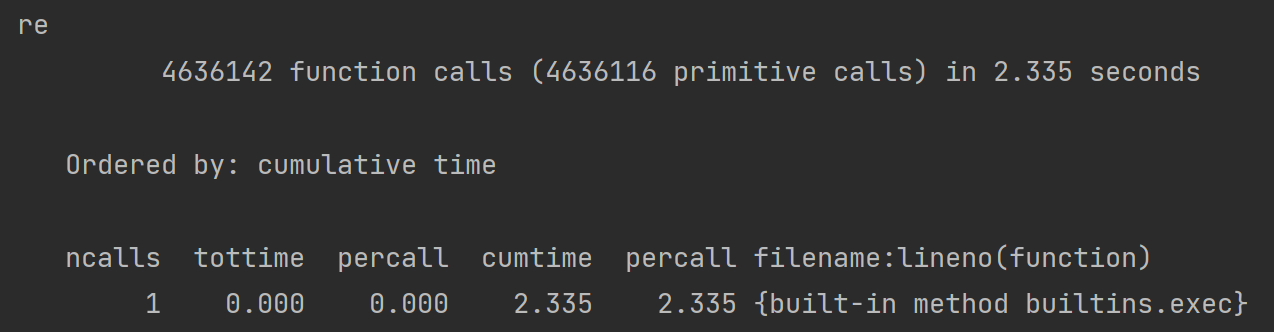 re
4636142 function calls (4636116 primitive calls) in 2.335 seconds
Ordered by: cumulative time
ncalls  tottime  percall  cumtime  percall filename:lineno(function)
1    0.000    0.000    2.335    2.335 {built-in method builtins.exec}